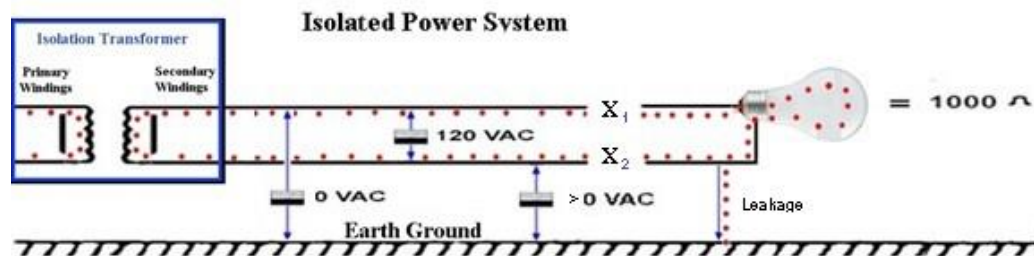 Isolated Power System
Isolation Transformer
Primary Windings
Secondary Windings
X1
= 1000 Ω
120 VAC
X2
0 VAC
>0 VAC
Leakage
Earth Ground